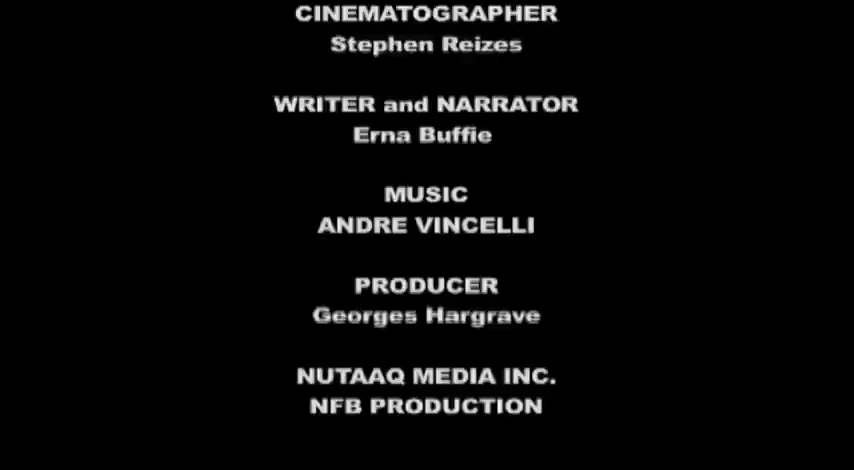 CINEMATOGRAPHER
Stephen Reizes
WRITER and NARRATOR
Erna Buffie
MUSIC
ANDRE VINCELLI
PRODUCER
Georges Hargrave
NUTAAQ MEDIA INC.
NFB PRODUCTION